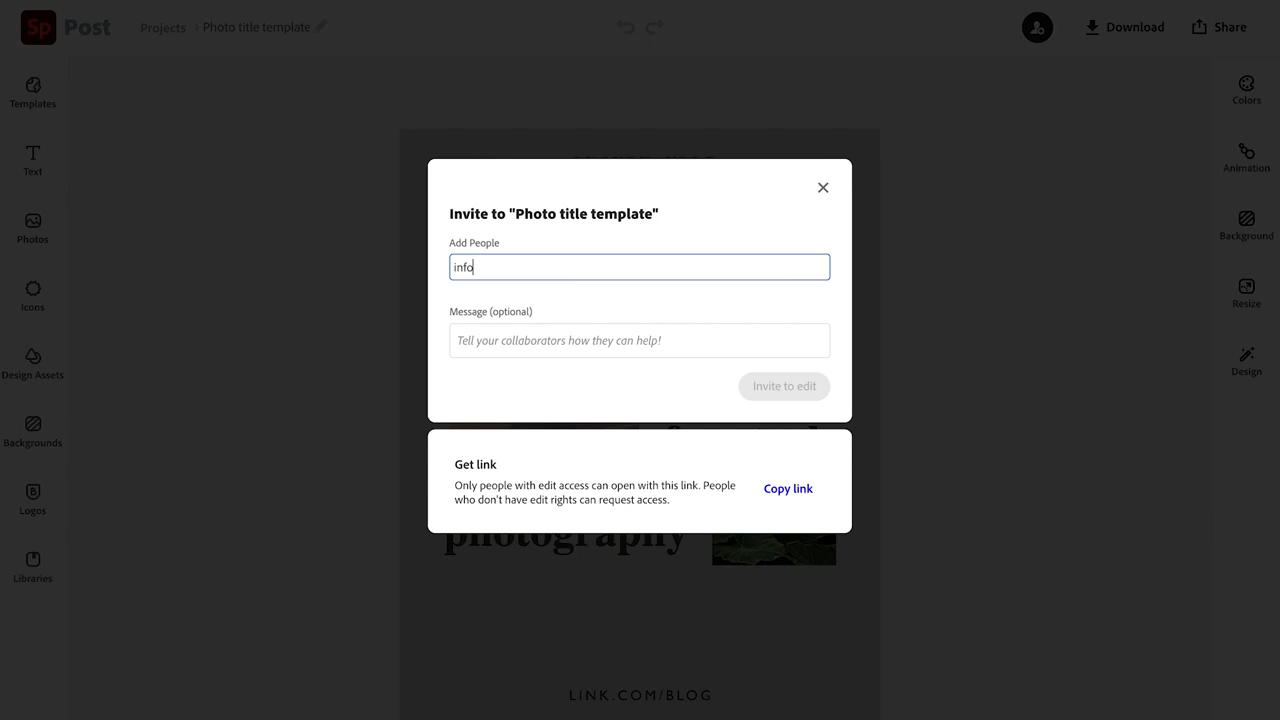 Sp Post
Projects › Photo title template
Download
Share
Templates
Text
Photos
Icons
Design Assets
Backgrounds
Logos
Libraries
Invite to "Photo title template"
Add People
info
Message (optional)
Tell your collaborators how they can help!
Invite to edit
Get link
Only people with edit access can open with this link. People
who don't have edit rights can request access.
Copy link
photography
LINK.COM/BLOG
Colors
Animation
Background
Resize
Design